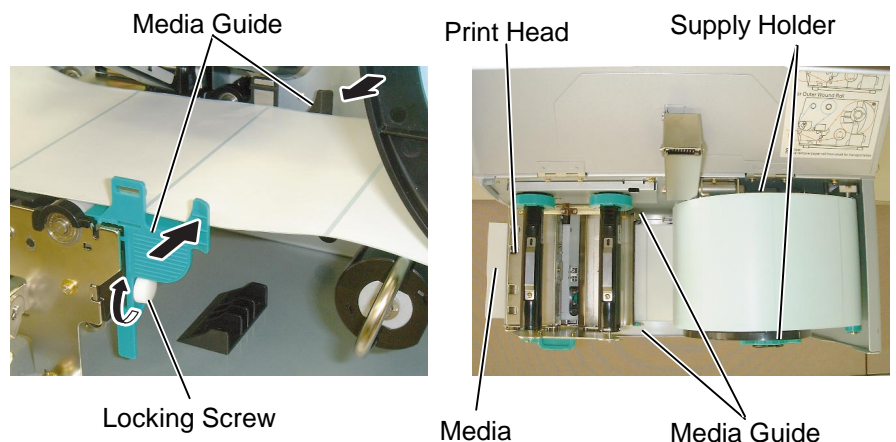 Media Guide
Locking Screw
Print Head
Supply Holder
Media
Media Guide